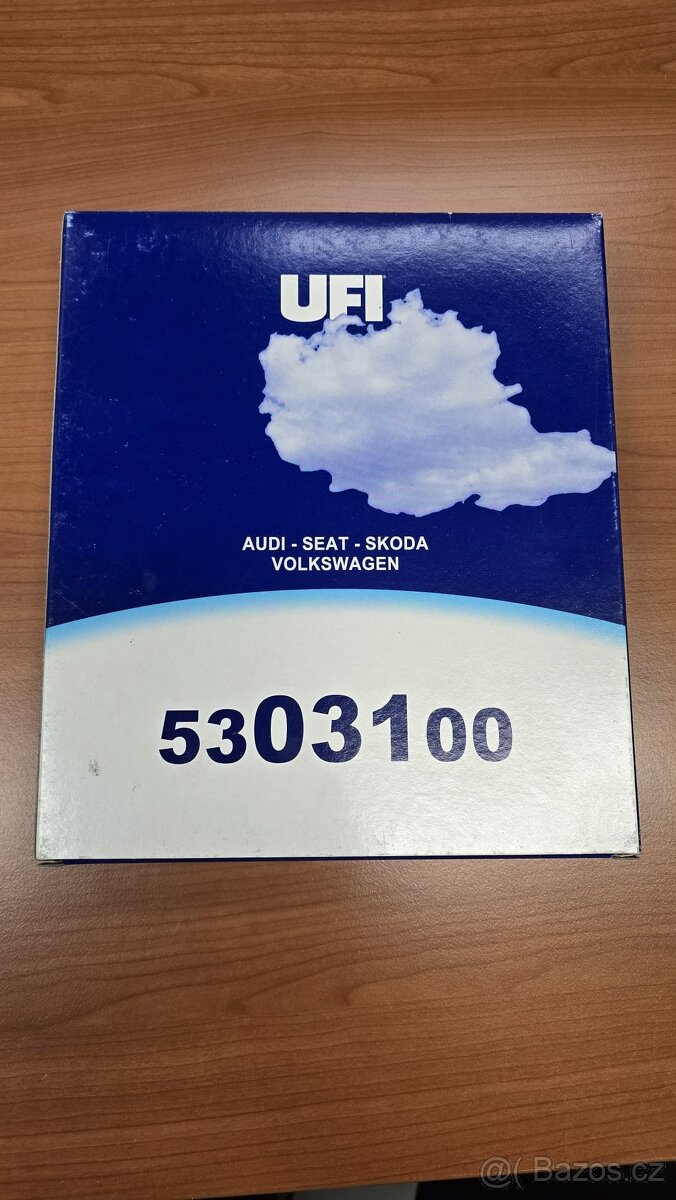 UFI
AUDI - SEAT - SKODA
VOLKSWAGEN
5303100
@( Bazos.cz